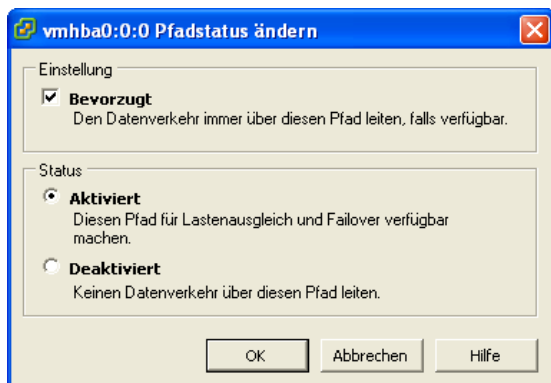 vmhba0:0:0 Pfadstatus ändern
Einstellung
Bevorzugt
Den Datenverkehr immer über diesen Pfad leiten, falls verfügbar.
Status
Aktiviert
Diesen Pfad für Lastenausgleich und Failover verfügbar
machen.
Deaktiviert
Keinen Datenverkehr über diesen Pfad leiten.
OK Abbrechen Hilfe